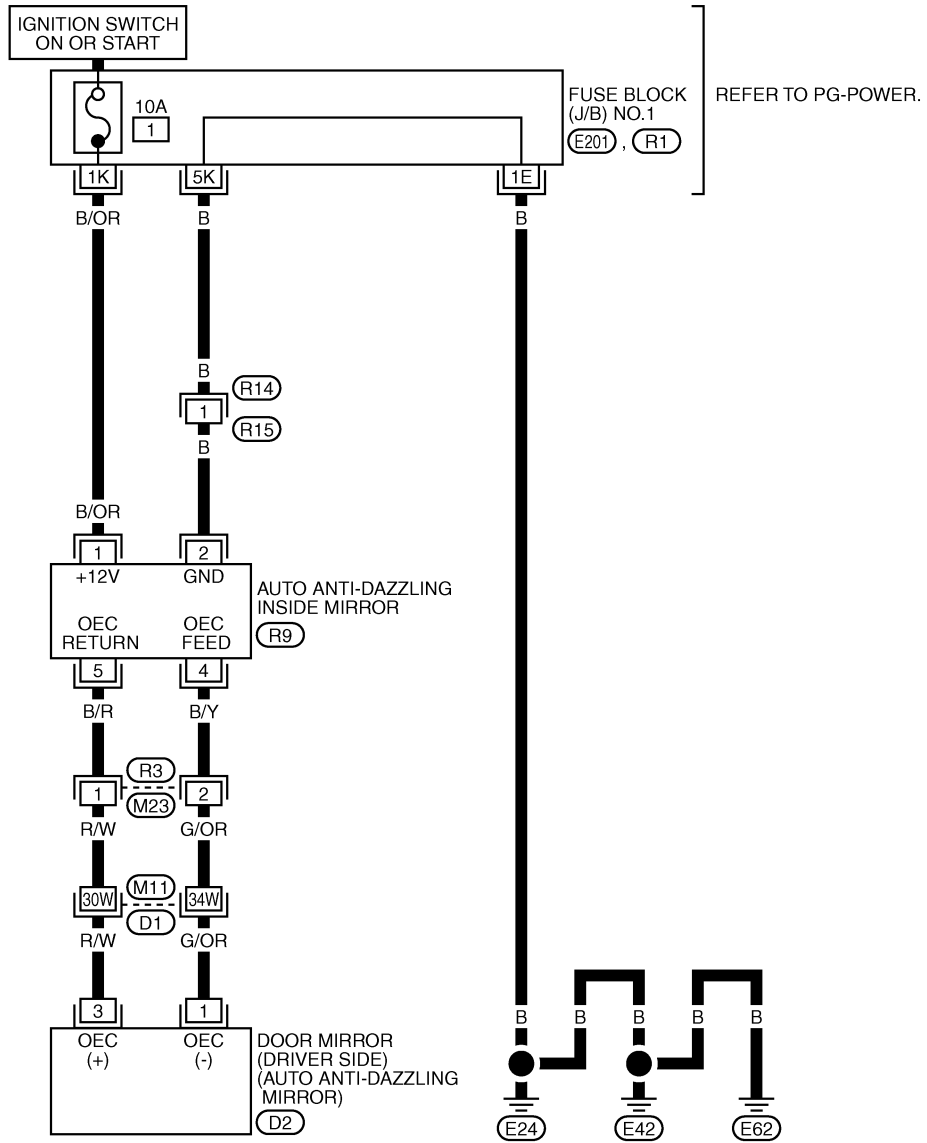 IGNITION SWITCH
ON OR START
10A
1
FUSE BLOCK
(J/B) NO.1
E201 , R1
REFER TO PG-POWER.
1K
5K
1E
B/OR
B
B
B
R14
1
R15
B
B/OR
1
2
+12V
GND
AUTO ANTI-DAZZLING
INSIDE MIRROR
R9
OEC
RETURN
OEC
FEED
5
4
B/R
B/Y
R3
1
2
M23
R/W
G/OR
M11
30W
34W
D1
R/W
G/OR
3
1
OEC
(+)
OEC
(-)
DOOR MIRROR
(DRIVER SIDE)
(AUTO ANTI-DAZZLING
MIRROR)
D2
B
B
B
B
B
E24
E42
E62